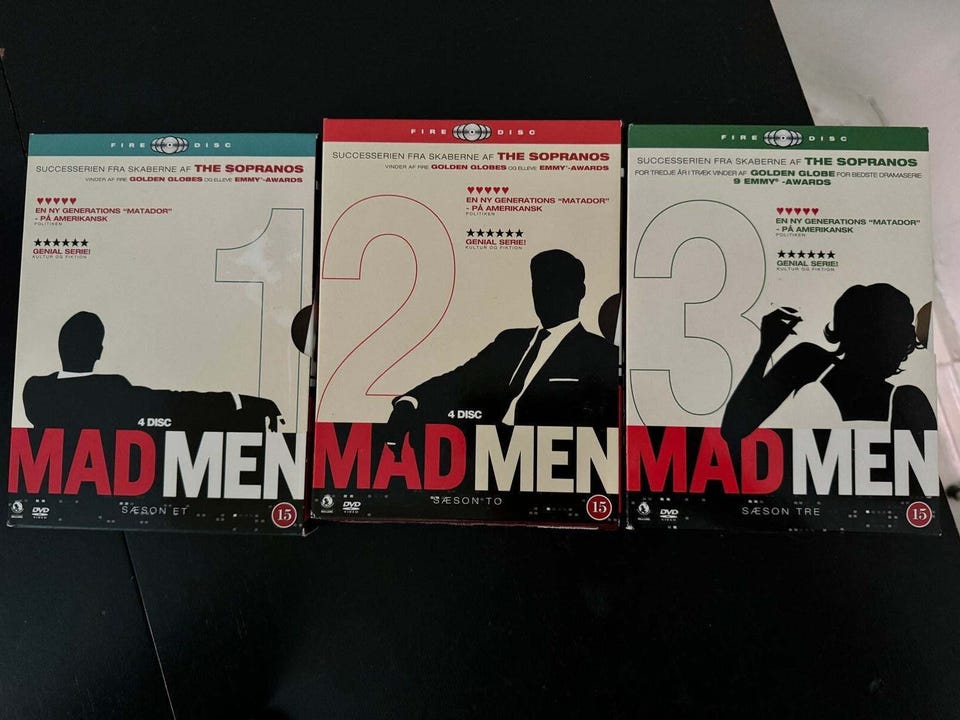 FIRE DISC
SUCCESSERIEN FRA SKABERNE AF THE SOPRANOS
VINDER AF FIRE GOLDEN GLOBES OG ELLEVE EMMY®-AWARDS
♥♥♥♥♥
EN NY GENERATIONS "MATADOR"
- PÅ AMERIKANSK
POLITIKEN
★★★★★★
GENIAL SERIE!
KULTUR OG FIKTION
1
4 DISC
MAD MEN
SÆSON ET
DVD
VIDEO
15
FIRE DISC
SUCCESSERIEN FRA SKABERNE AF THE SOPRANOS
VINDER AF FIRE GOLDEN GLOBES OG ELLEVE EMMY®-AWARDS
♥♥♥♥♥
EN NY GENERATIONS "MATADOR"
- PÅ AMERIKANSK
POLITIKEN
★★★★★★
GENIAL SERIE!
KULTUR OG FIKTION
2
4 DISC
MAD MEN
SÆSON TO
DVD
VIDEO
15
FIRE DISC
SUCCESSERIEN FRA SKABERNE AF THE SOPRANOS
FOR TREDJE ÅR I TRÆK VINDER AF GOLDEN GLOBE FOR BEDSTE DRAMASERIE
9 EMMY® -AWARDS
♥♥♥♥♥
EN NY GENERATIONS "MATADOR"
- PÅ AMERIKANSK
POLITIKEN
★★★★★★
GENIAL SERIE!
KULTUR OG FIKTION
3
MAD MEN
SÆSON TRE
DVD
VIDEO
15